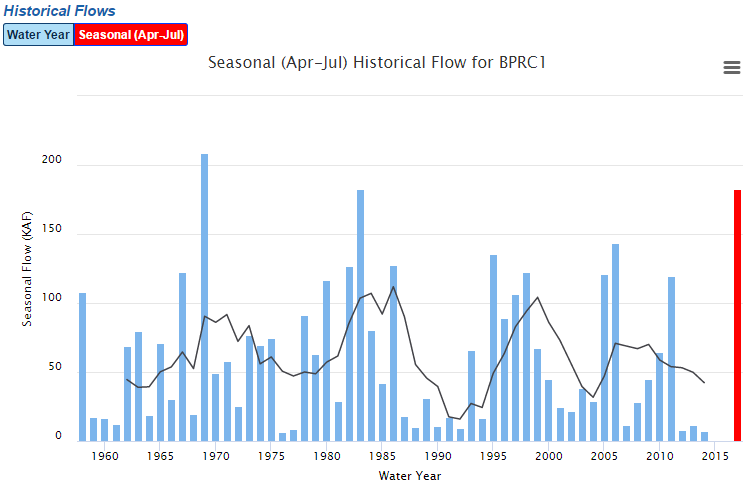 Historical Flows
Water Year Seasonal (Apr-Jul)
Seasonal (Apr–Jul) Historical Flow for BPRC1
Seasonal Flow (KAF)
200
150
100
50
0
1960 1965 1970 1975 1980 1985 1990 1995 2000 2005 2010 2015
Water Year